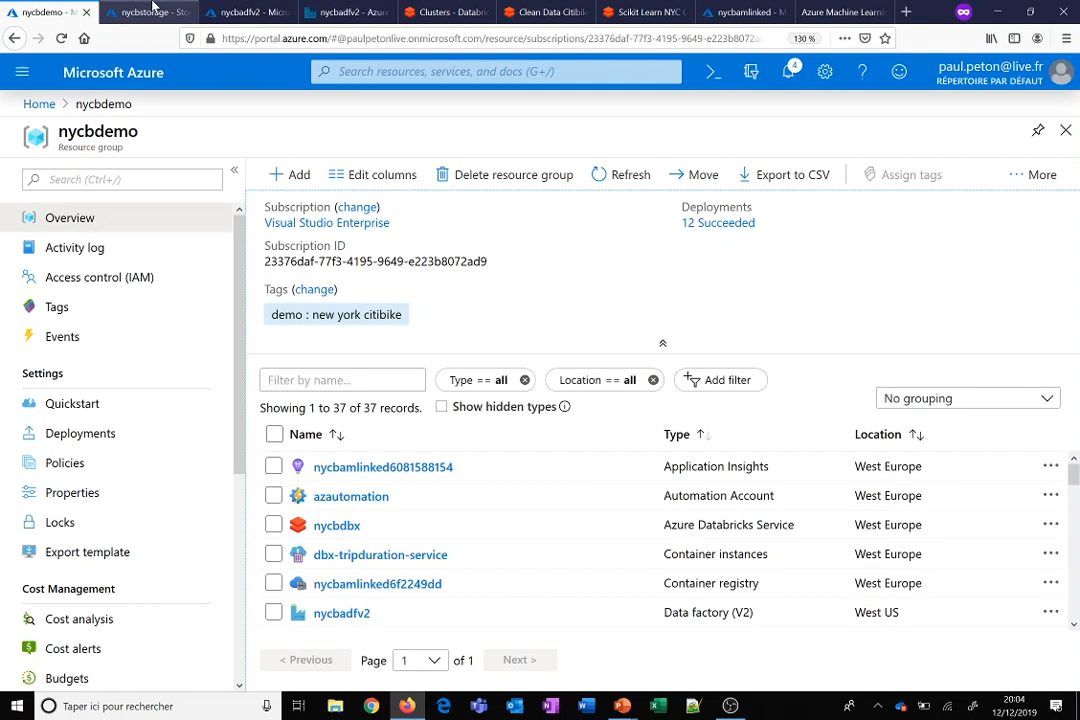 nycbdemo - M
nycbstorage - Sto
nycbadfv2 - Micro
nycbadfv2 - Azure
Clusters - Databric
Clean Data Citibik
Scikit Learn NYC C
nycbamlinked - M
Azure Machine Learni
https://portal.azure.com/#@paulpetonlive.onmicrosoft.com/resource/subscriptions/23376daf-77f3-4195-9649-e223b8072a
130 %
Microsoft Azure
Search resources, services, and docs (G+/)
4
paul.peton@live.fr
RÉPERTOIRE PAR DÉFAUT
Home > nycbdemo
nycbdemo
Resource group
Search (Ctrl+/)
Add
Edit columns
Delete resource group
Refresh
Move
Export to CSV
Assign tags
More
Overview
Activity log
Access control (IAM)
Tags
Events
Settings
Quickstart
Deployments
Policies
Properties
Locks
Export template
Cost Management
Cost analysis
Cost alerts
Budgets
Subscription (change)
Visual Studio Enterprise
Subscription ID
23376daf-77f3-4195-9649-e223b8072ad9
Tags (change)
demo : new york citibike
Deployments
12 Succeeded
Filter by name...
Type == all
Location == all
Add filter
Showing 1 to 37 of 37 records.
Show hidden types
No grouping
Name
Type
Location
nycbamlinked6081588154
Application Insights
West Europe
azautomation
Automation Account
West Europe
nycbdbx
Azure Databricks Service
West Europe
dbx-tripduration-service
Container instances
West Europe
nycbamlinked6f2249dd
Container registry
West Europe
nycbadfv2
Data factory (V2)
West US
< Previous
Page 1 of 1
Next >
Taper ici pour rechercher
20:04
12/12/2019